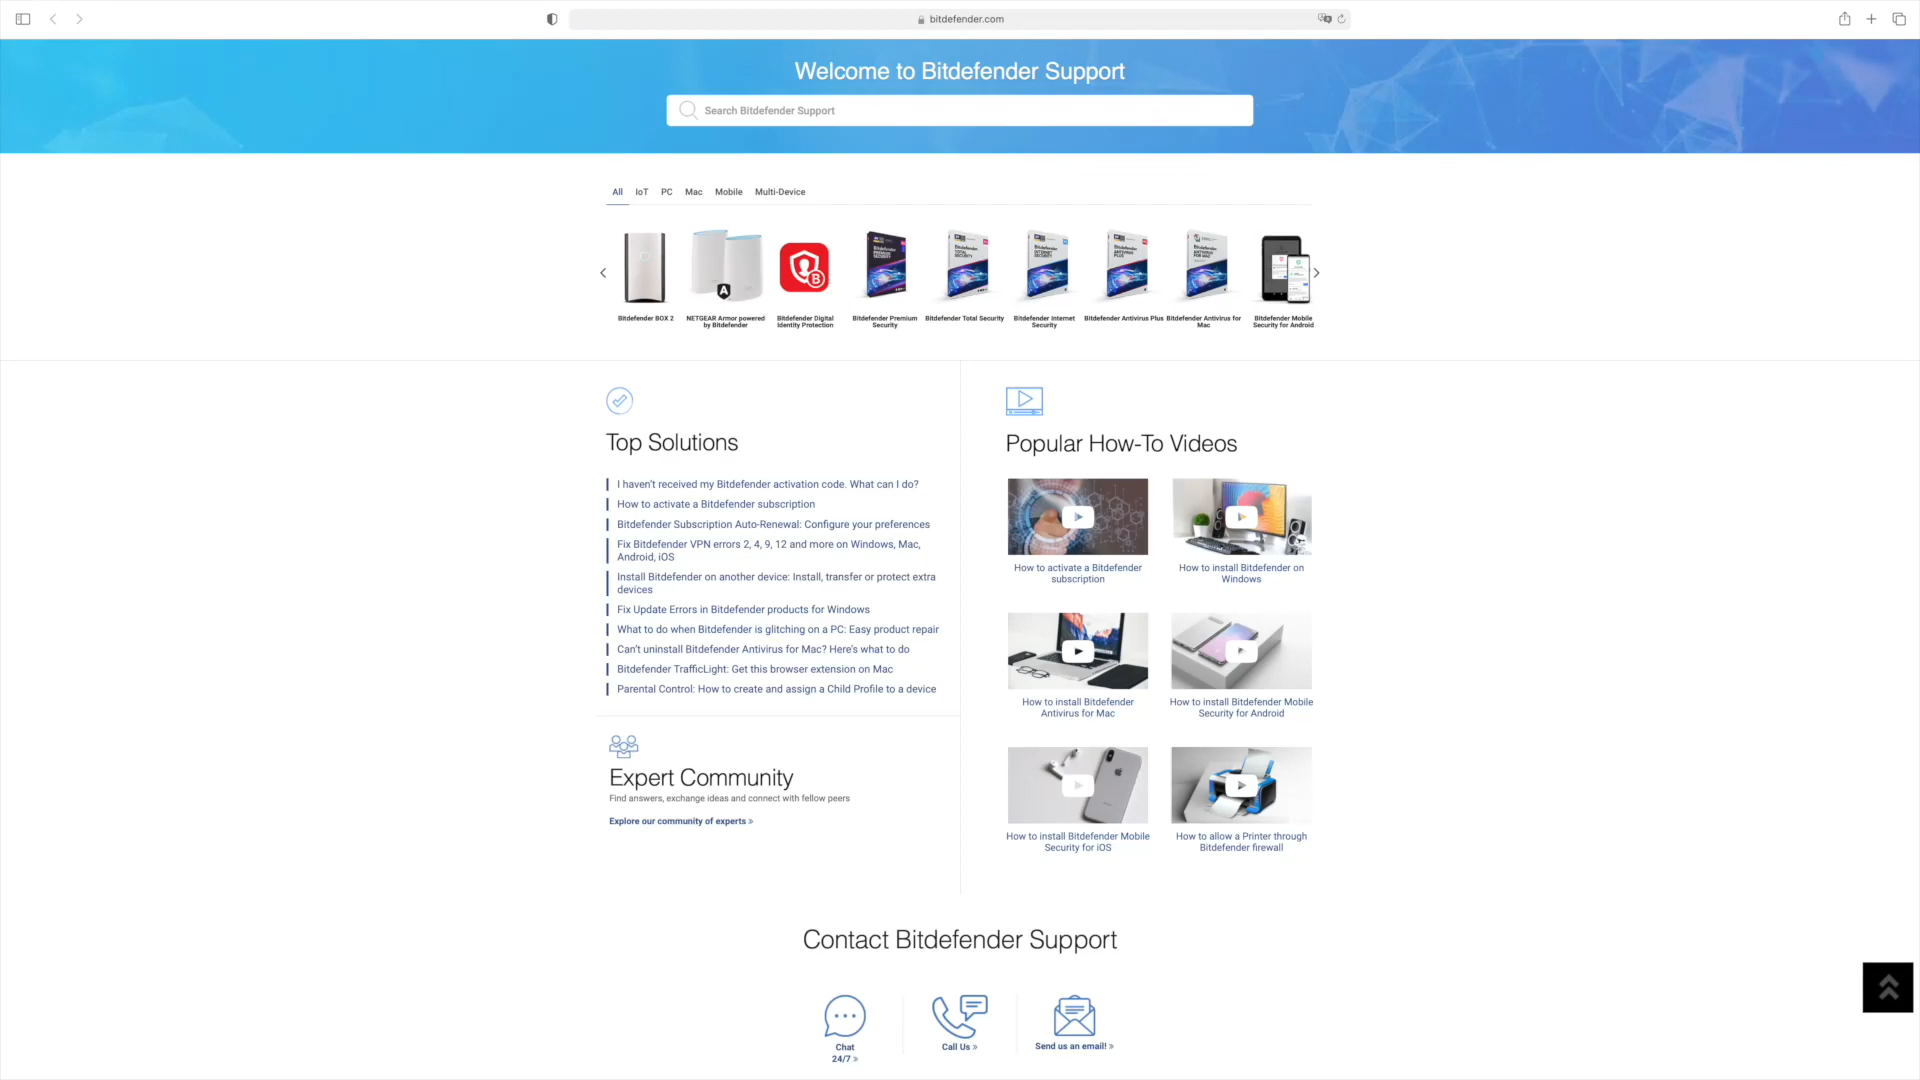 bitdefender.com
Welcome to Bitdefender Support
Search Bitdefender Support
All IoT PC Mac Mobile Multi-Device
Bitdefender BOX 2
NETGEAR Armor powered
by Bitdefender
Bitdefender Digital
Identity Protection
Bitdefender Premium
Security
Bitdefender Total Security
Bitdefender Internet
Security
Bitdefender Antivirus Plus
Bitdefender Antivirus for
Mac
Bitdefender Mobile
Security for Android
Top Solutions
I haven't received my Bitdefender activation code. What can I do?
How to activate a Bitdefender subscription
Bitdefender Subscription Auto-Renewal: Configure your preferences
Fix Bitdefender VPN errors 2, 4, 9, 12 and more on Windows, Mac,
Android, iOS
Install Bitdefender on another device: Install, transfer or protect extra
devices
Fix Update Errors in Bitdefender products for Windows
What to do when Bitdefender is glitching on a PC: Easy product repair
Can't uninstall Bitdefender Antivirus for Mac? Here's what to do
Bitdefender TrafficLight: Get this browser extension on Mac
Parental Control: How to create and assign a Child Profile to a device
Expert Community
Find answers, exchange ideas and connect with fellow peers
Explore our community of experts »
Popular How-To Videos
How to activate a Bitdefender
subscription
How to install Bitdefender on
Windows
How to install Bitdefender
Antivirus for Mac
How to install Bitdefender Mobile
Security for Android
How to install Bitdefender Mobile
Security for iOS
How to allow a Printer through
Bitdefender firewall
Contact Bitdefender Support
Chat
24/7 »
Call Us »
Send us an email! »